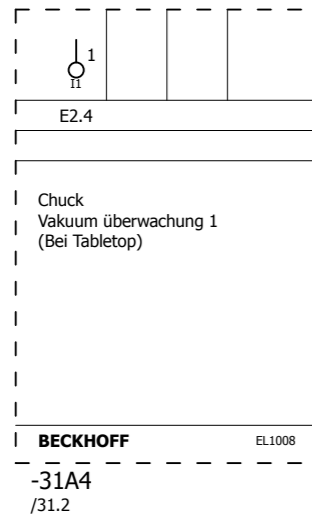 1
I1
E2.4
Chuck
Vakuum überwachung 1
(Bei Tabletop)
BECKHOFF EL1008
-31A4
/31.2